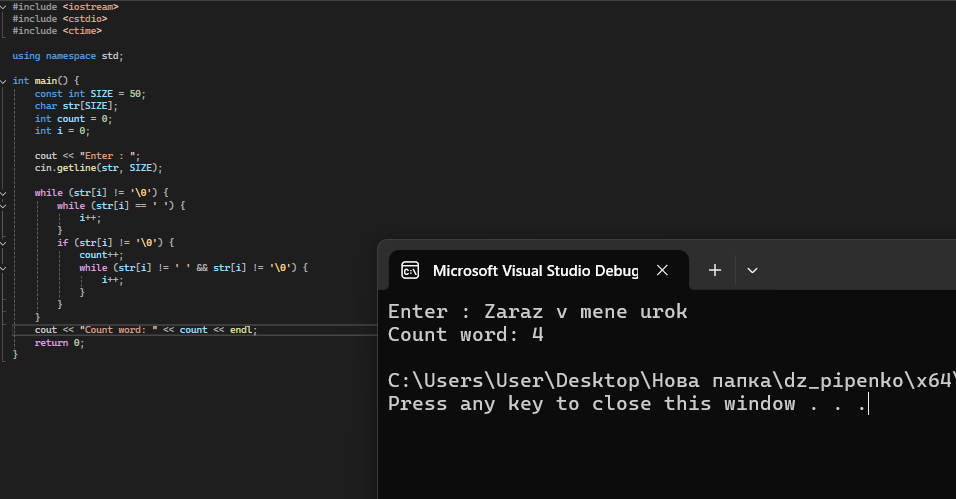 #include <iostream>
#include <cstdio>
#include <ctime>
using namespace std;
int main() {
const int SIZE = 50;
char str[SIZE];
int count = 0;
int i = 0;
cout << "Enter : ";
cin.getline(str, SIZE);
while (str[i] != '\0') {
while (str[i] == ' ') {
i++;
}
if (str[i] != '\0') {
count++;
while (str[i] != ' ' && str[i] != '\0') {
i++;
}
}
}
cout << "Count word: " << count << endl;
return 0;
}
Microsoft Visual Studio Debug
Enter : Zaraz v mene urok
Count word: 4
C:\Users\User\Desktop\Нова папка\dz_pipenko\x64\
Press any key to close this window . . .